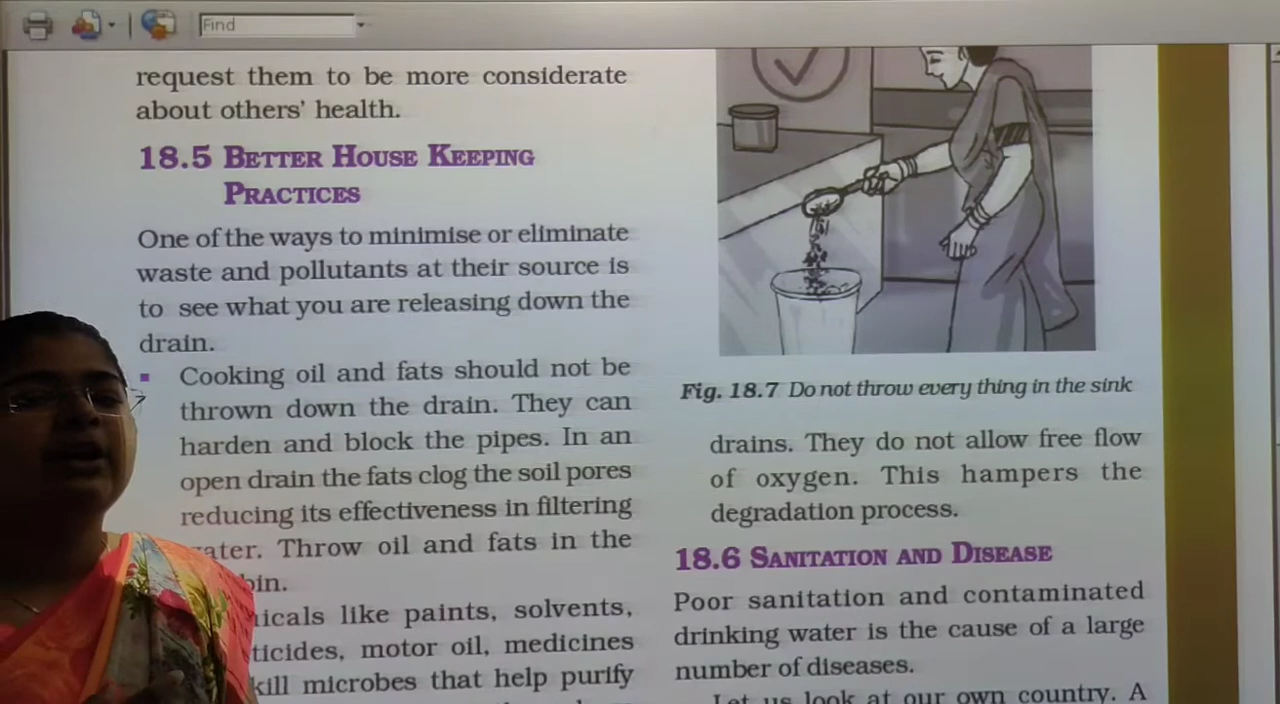 Find
request them to be more considerate
about others' health.
18.5 BETTER HOUSE KEEPING
PRACTICES
One of the ways to minimise or eliminate
waste and pollutants at their source is
to see what you are releasing down the
drain.
Cooking oil and fats should not be
thrown down the drain. They can
harden and block the pipes. In an
open drain the fats clog the soil pores
reducing its effectiveness in filtering
Throw oil and fats in the
like paints, solvents,
motor oil, medicines
kill microbes that help purify
Fig. 18.7 Do not throw every thing in the sink
drains. They do not allow free flow
of oxygen. This hampers the
degradation process.
18.6 SANITATION AND DISEASE
Poor sanitation and contaminated
drinking water is the cause of a large
number of diseases.
Let us look at our own country. A